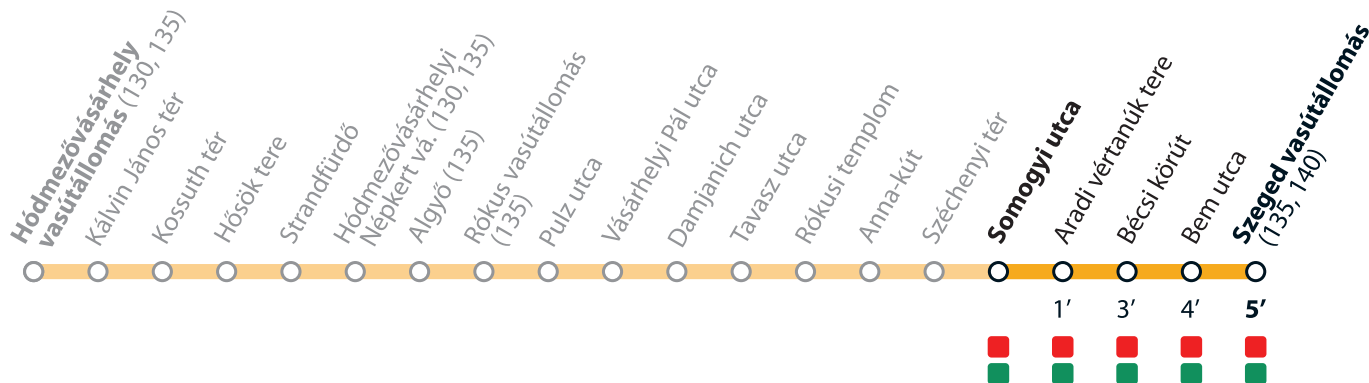 Hódmezővásárhely
vasútállomás (130, 135)
Kálvin János tér
Kossuth tér
Hősök tere
Strandfürdő
Hódmezővásárhelyi
Népkert vá. (130, 135)
Algyő (135)
Rókus vasútállomás
(135)
Pulz utca
Vásárhelyi Pál utca
Damjanich utca
Tavasz utca
Rókusi templom
Anna-kút
Széchenyi tér
Somogyi utca
Aradi vértanúk tere
Bécsi körút
Bem utca
Szeged vasútállomás
(135, 140)
1’ 3’ 4’ 5’